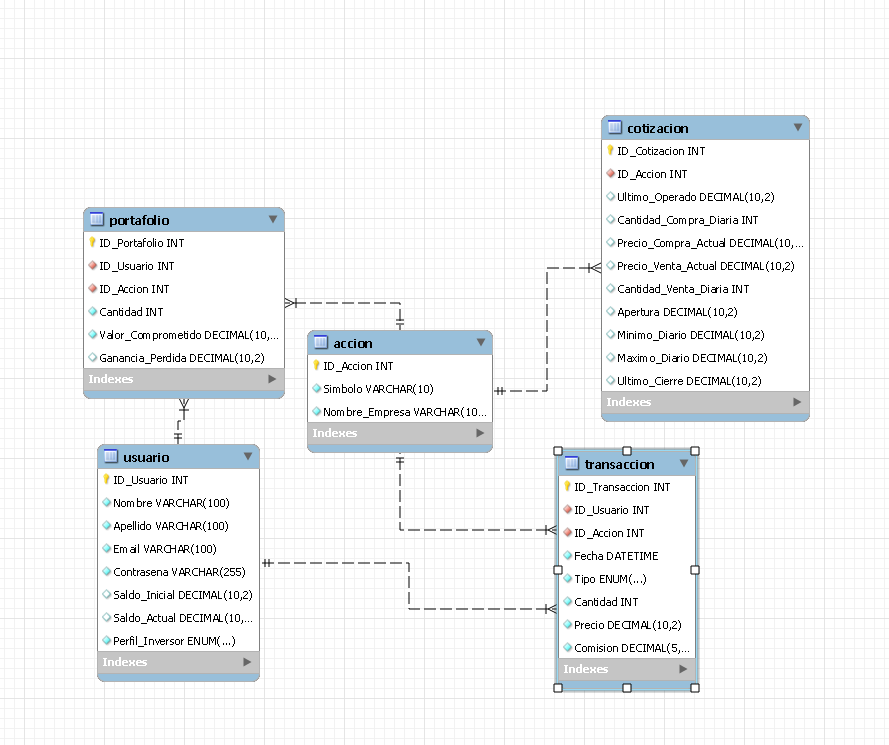 cotizacion
ID_Cotizacion INT
ID_Accion INT
Ultimo_Operado DECIMAL(10,2)
Cantidad_Compra_Diaria INT
Precio_Compra_Actual DECIMAL(10,...
Precio_Venta_Actual DECIMAL(10,2)
Cantidad_Venta_Diaria INT
Apertura DECIMAL(10,2)
Minimo_Diario DECIMAL(10,2)
Maximo_Diario DECIMAL(10,2)
Ultimo_Cierre DECIMAL(10,2)
Indexes
portafolio
ID_Portafolio INT
ID_Usuario INT
ID_Accion INT
Cantidad INT
Valor_Comprometido DECIMAL(10,...
Ganancia_Perdida DECIMAL(10,2)
Indexes
accion
ID_Accion INT
Simbolo VARCHAR(10)
Nombre_Empresa VARCHAR(10...
Indexes
usuario
ID_Usuario INT
Nombre VARCHAR(100)
Apellido VARCHAR(100)
Email VARCHAR(100)
Contrasena VARCHAR(255)
Saldo_Inicial DECIMAL(10,2)
Saldo_Actual DECIMAL(10,...
Perfil_Inversor ENUM(...)
Indexes
transaccion
ID_Transaccion INT
ID_Usuario INT
ID_Accion INT
Fecha DATETIME
Tipo ENUM(...)
Cantidad INT
Precio DECIMAL(10,2)
Comision DECIMAL(5,...
Indexes